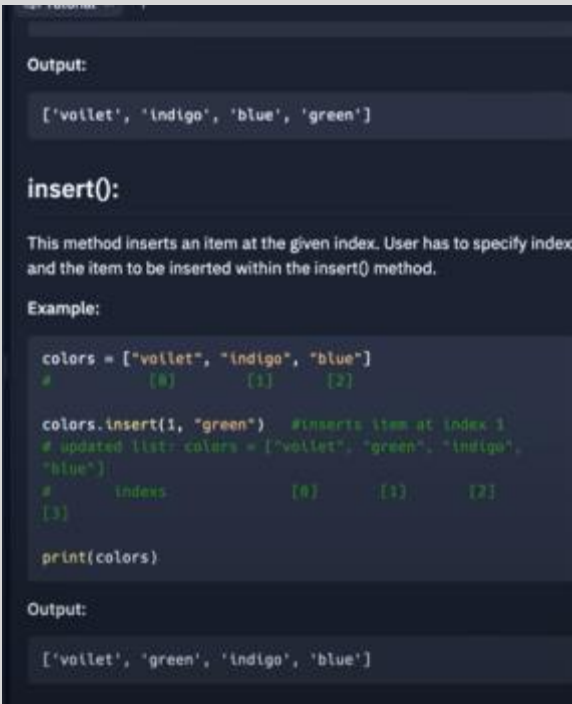 Output:
['voilet', 'indigo', 'blue', 'green']
insert():
This method inserts an item at the given index. User has to specify index
and the item to be inserted within the insert() method.
Example:
colors = ["voilet", "indigo", "blue"]
#            [0]        [1]      [2]
colors.insert(1, "green")   #inserts item at index 1
# updated list: colors = ["voilet", "green", "indigo",
"blue"]
#       indexs              [0]       [1]       [2]
[3]
print(colors)
Output:
['voilet', 'green', 'indigo', 'blue']